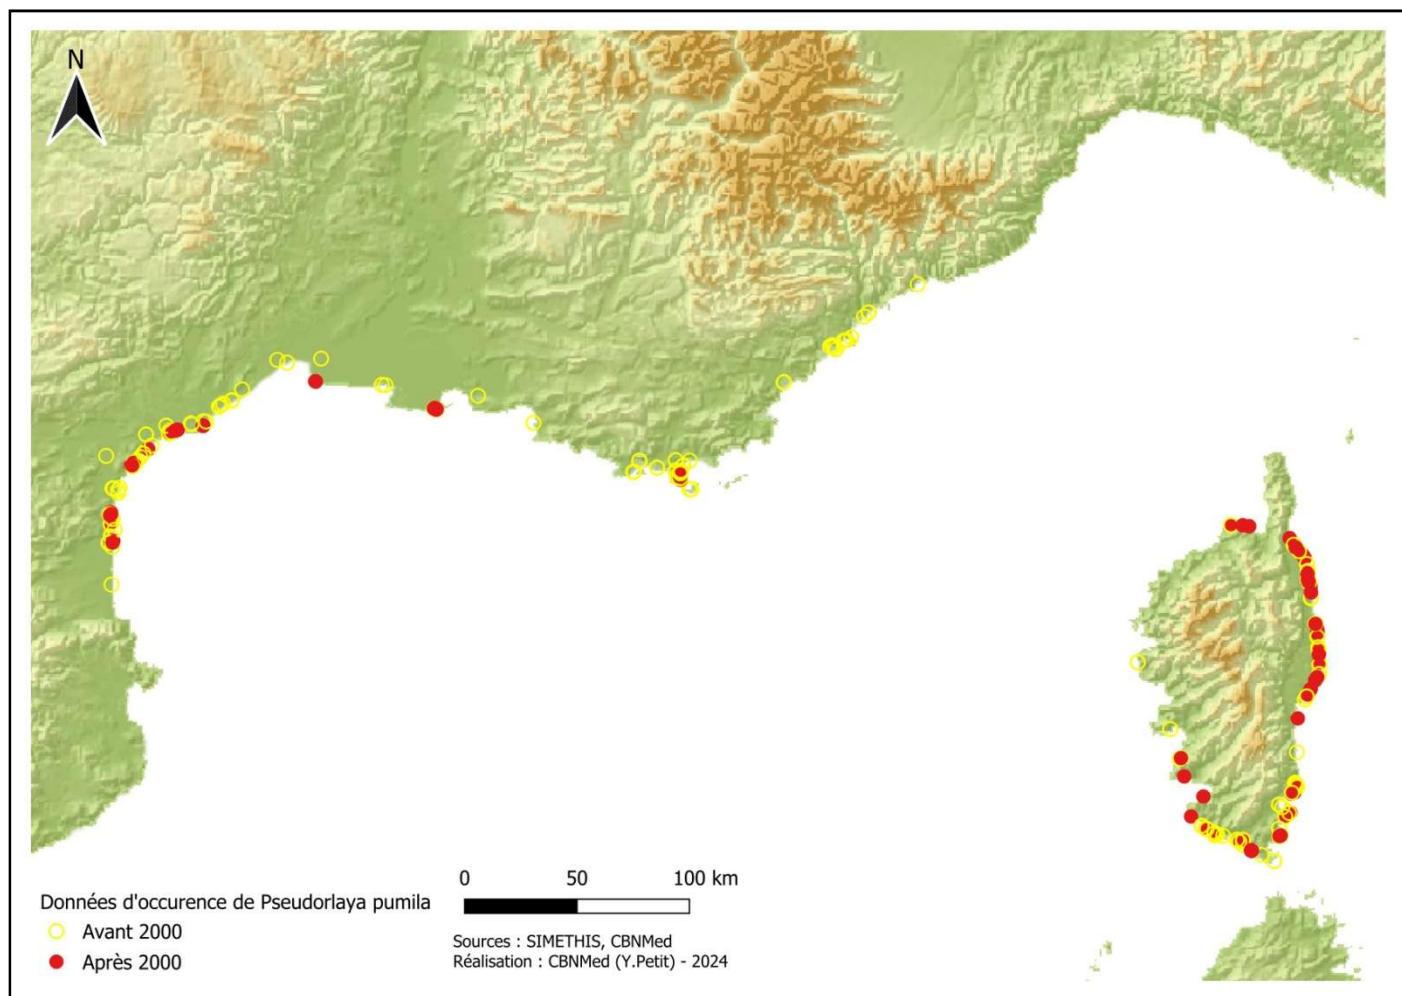 N
0 50 100 km
Données d'occurence de Pseudorlaya pumila
Avant 2000
Après 2000
Sources : SIMETHIS, CBNMed
Réalisation : CBNMed (Y.Petit) - 2024